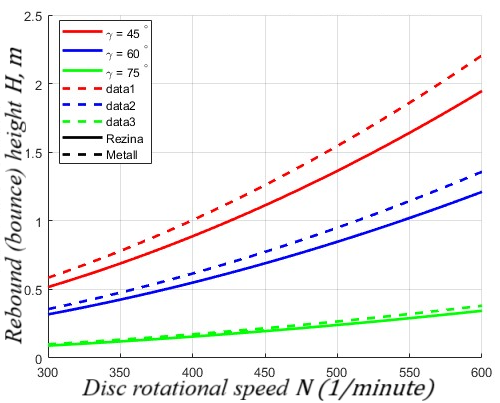 2.5
2
1.5
1
0.5
0
300
350
400
450
500
550
600
γ = 45 °
γ = 60 °
γ = 75 °
data1
data2
data3
Rezina
Metall
Rebound (bounce) height H, m
Disc rotational speed N (1/minute)